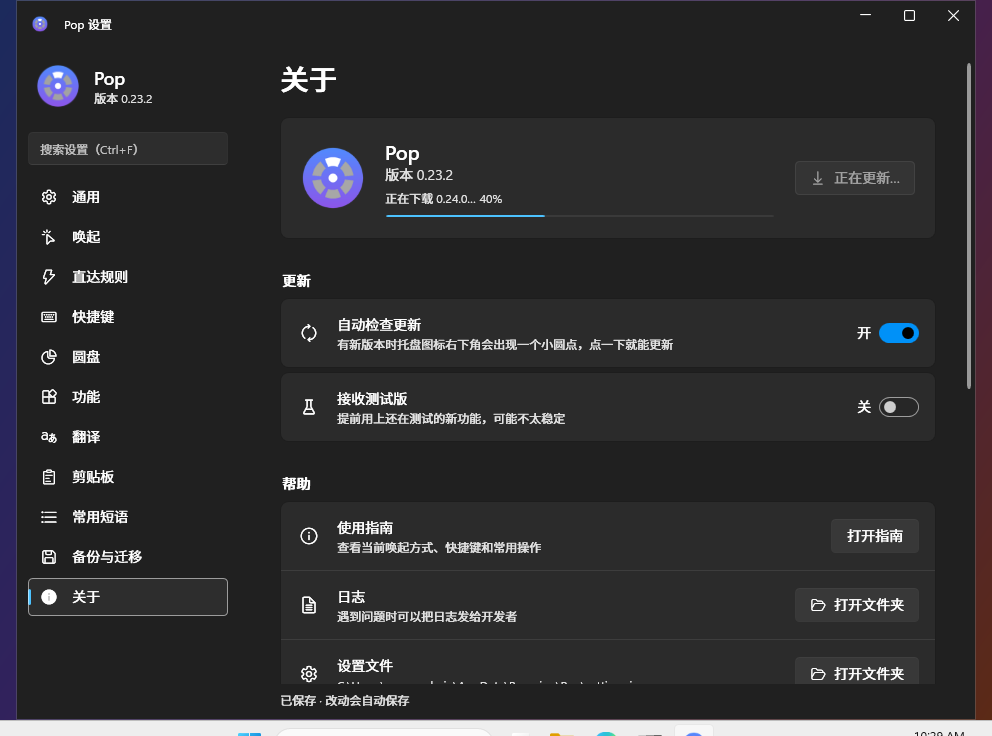 Pop 设置
Pop
版本 0.23.2
搜索设置（Ctrl+F）
通用
唤起
直达规则
快捷键
圆盘
功能
翻译
剪贴板
常用短语
备份与迁移
关于
关于
Pop
版本 0.23.2
正在下载 0.24.0... 40%
正在更新...
更新
自动检查更新
有新版本时托盘图标右下角会出现一个小圆点，点一下就能更新
开
接收测试版
提前用上还在测试的新功能，可能不太稳定
关
帮助
使用指南
查看当前唤起方式、快捷键和常用操作
打开指南
日志
遇到问题时可以把日志发给开发者
打开文件夹
设置文件
打开文件夹
已保存 · 改动会自动保存
10:29 AM